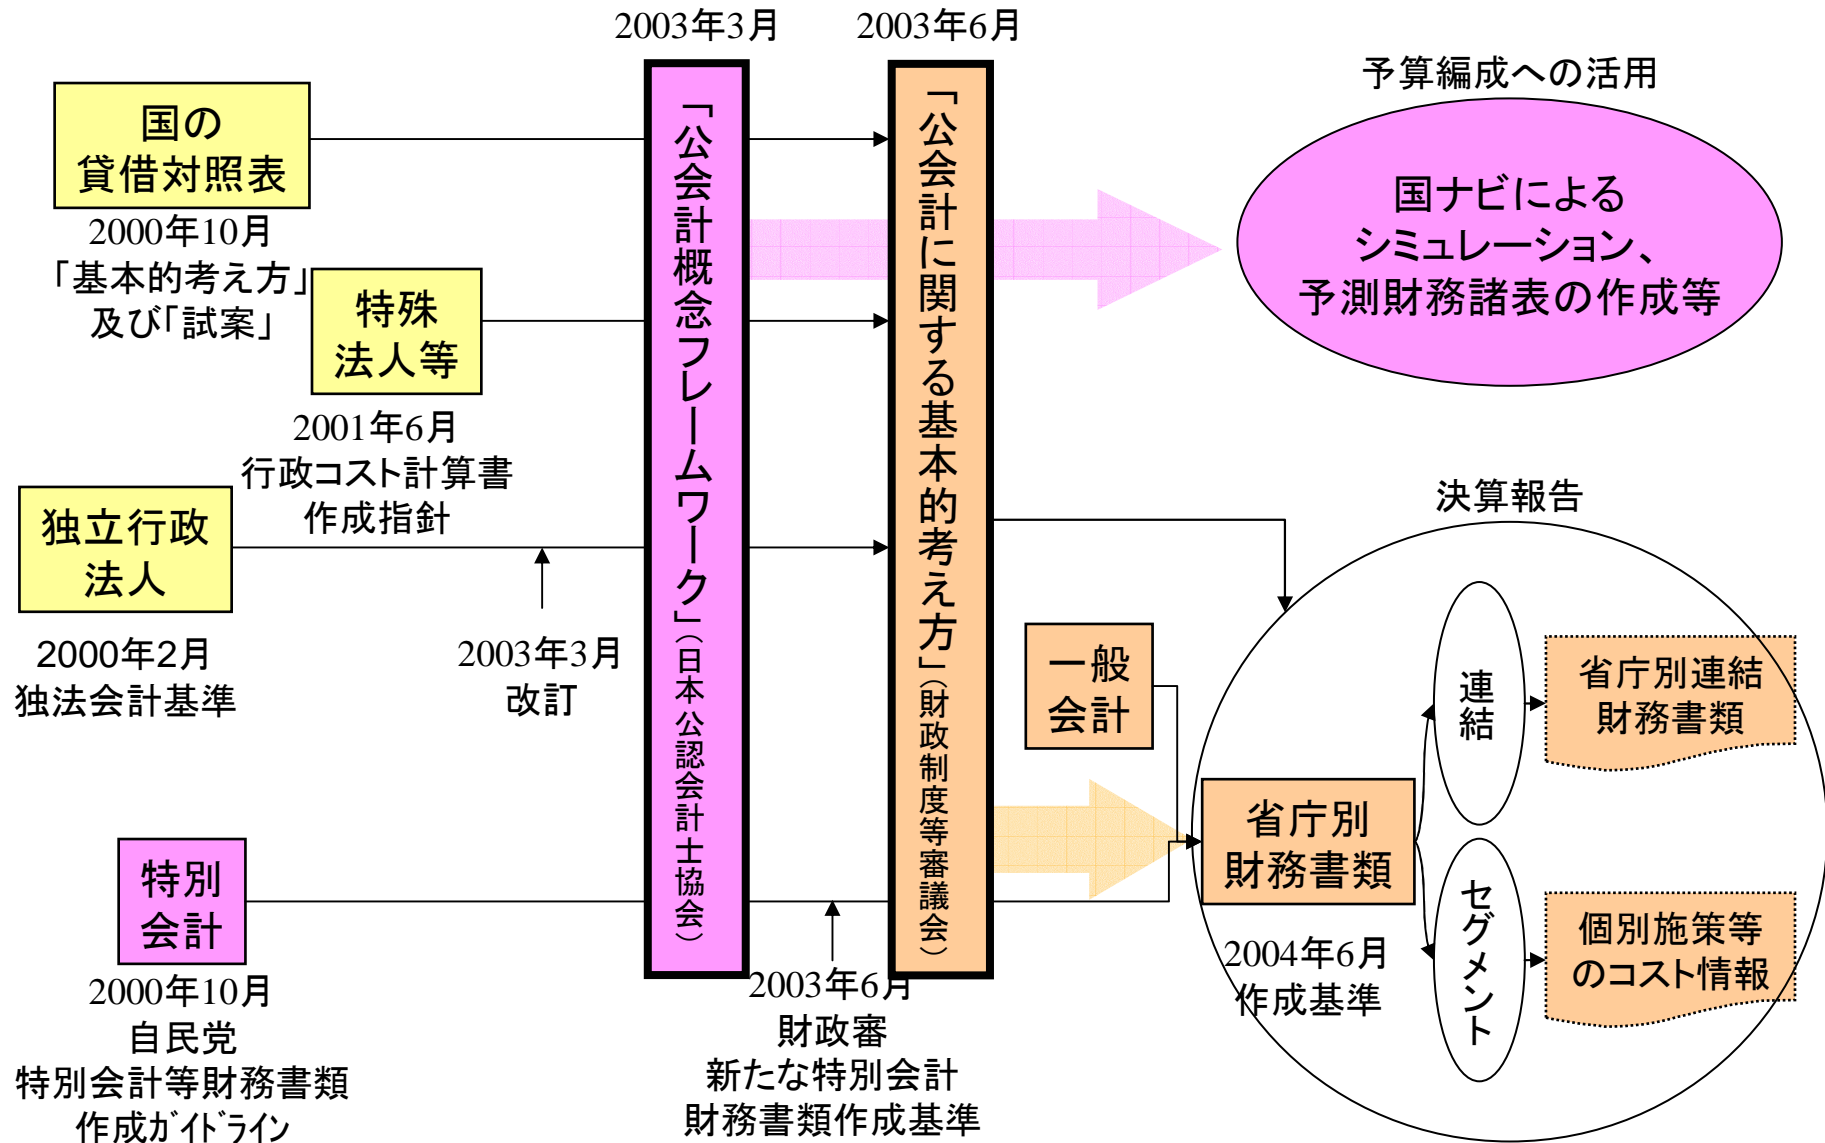 2003年3月
2003年6月
国の
貸借対照表
2000年10月
「基本的考え方」
及び「試案」
特殊
法人等
2001年6月
行政コスト計算書
作成指針
独立行政
法人
2000年2月
独法会計基準
2003年3月
改訂
特別
会計
2000年10月
自民党
特別会計等財務書類
作成ガイドライン
「公会計概念フレームワーク」（日本公認会計士協会）
2003年6月
財政審
新たな特別会計
財務書類作成基準
「公会計に関する基本的考え方」（財政制度等審議会）
予算編成への活用
国ナビによる
シミュレーション、
予測財務諸表の作成等
決算報告
一般
会計
省庁別
財務書類
2004年6月
作成基準
連結
省庁別連結
財務書類
セグメント
個別施策等
のコスト情報